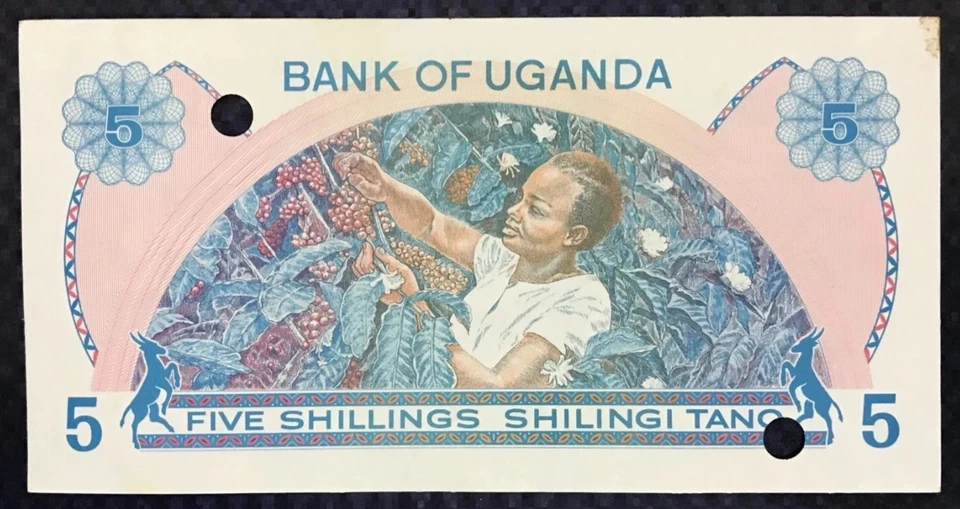 BANK OF UGANDA
5 5
5 FIVE SHILLINGS SHILINGI TANO 5